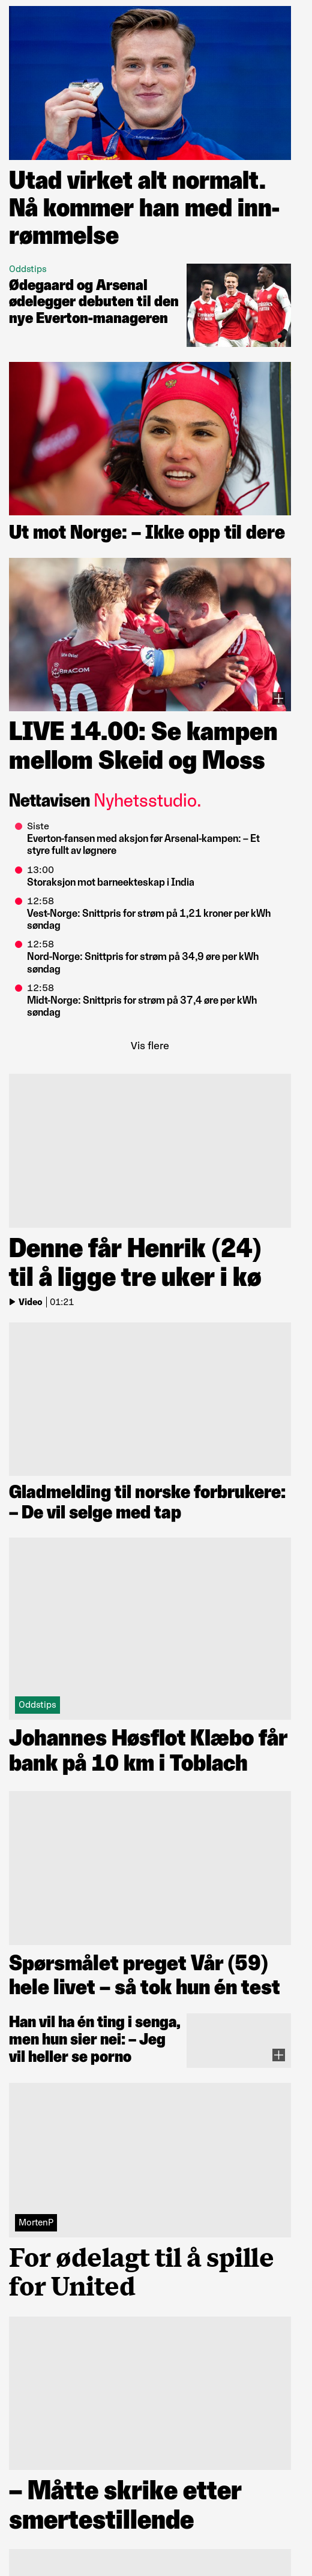 Utad virket alt normalt.
Nå kommer han med inn-
rømmelse
Oddstips
Ødegaard og Arsenal
ødelegger debuten til den
nye Everton-manageren
Ut mot Norge: – Ikke opp til dere
LIVE 14.00: Se kampen
mellom Skeid og Moss
Nettavisen Nyhetsstudio.
Siste
Everton-fansen med aksjon før Arsenal-kampen: – Et
styre fullt av løgnere
13:00
Storaksjon mot barneekteskap i India
12:58
Vest-Norge: Snittpris for strøm på 1,21 kroner per kWh
søndag
12:58
Nord-Norge: Snittpris for strøm på 34,9 øre per kWh
søndag
12:58
Midt-Norge: Snittpris for strøm på 37,4 øre per kWh
søndag
Vis flere
Denne får Henrik (24)
til å ligge tre uker i kø
Video | 01:21
Gladmelding til norske forbrukere:
– De vil selge med tap
Oddstips
Johannes Høsflot Klæbo får
bank på 10 km i Toblach
Spørsmålet preget Vår (59)
hele livet – så tok hun én test
Han vil ha én ting i senga,
men hun sier nei: – Jeg
vil heller se porno
MortenP
For ødelagt til å spille
for United
– Måtte skrike etter
smertestillende